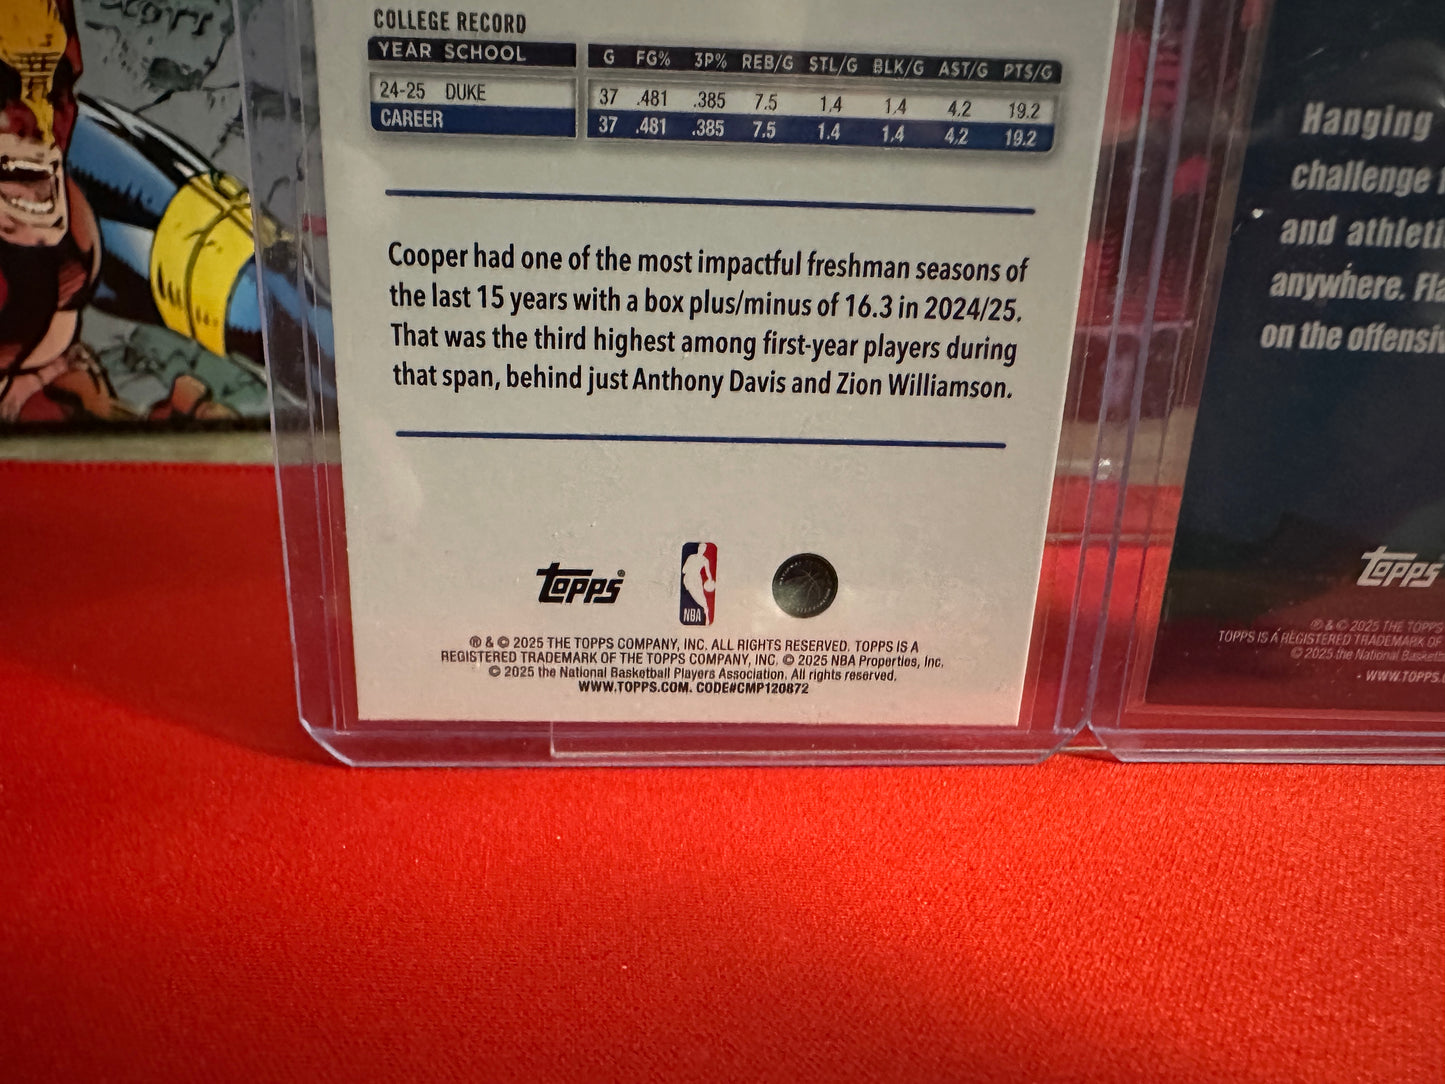 COLLEGE RECORD
YEAR SCHOOL G FG% 3P% REB/G STL/G BLK/G AST/G PTS/G
24-25 DUKE 37 .481 .385 7.5 1.4 1.4 4.2 19.2
CAREER 37 .481 .385 7.5 1.4 1.4 4.2 19.2
Cooper had one of the most impactful freshman seasons of
the last 15 years with a box plus/minus of 16.3 in 2024/25.
That was the third highest among first-year players during
that span, behind just Anthony Davis and Zion Williamson.
Topps®
NBA
® & © 2025 THE TOPPS COMPANY, INC. ALL RIGHTS RESERVED. TOPPS IS A
REGISTERED TRADEMARK OF THE TOPPS COMPANY, INC. © 2025 NBA Properties, Inc.
© 2025 the National Basketball Players Association. All rights reserved.
WWW.TOPPS.COM. CODE#CMP120872
Hanging
challenge
and athleti
anywhere. Fla
on the offensiv
Topps
® & © 2025 THE TOPPS
TOPPS IS A REGISTERED TRADEMARK OF
© 2025 the National Basketb
- WWW.TOPPS.